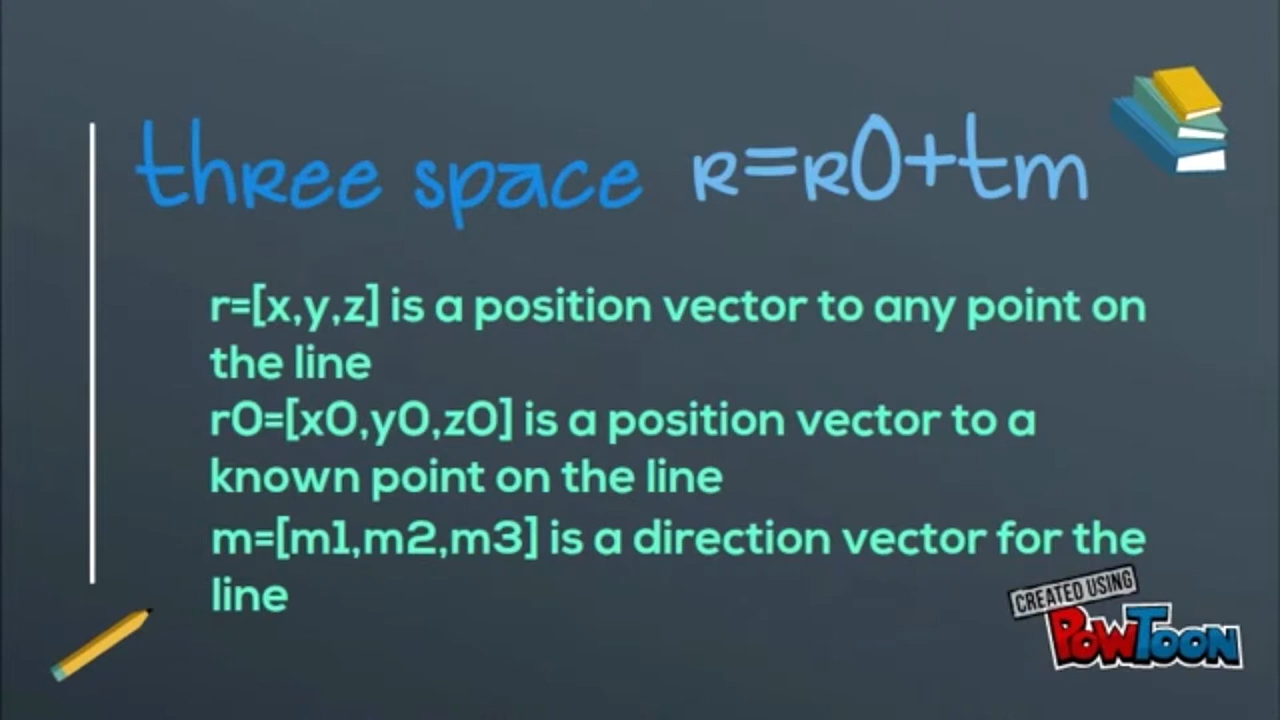 three space r=r0+tm
r=[x,y,z] is a position vector to any point on
the line
r0=[x0,y0,z0] is a position vector to a
known point on the line
m=[m1,m2,m3] is a direction vector for the
line
CREATED USING
POWTOON